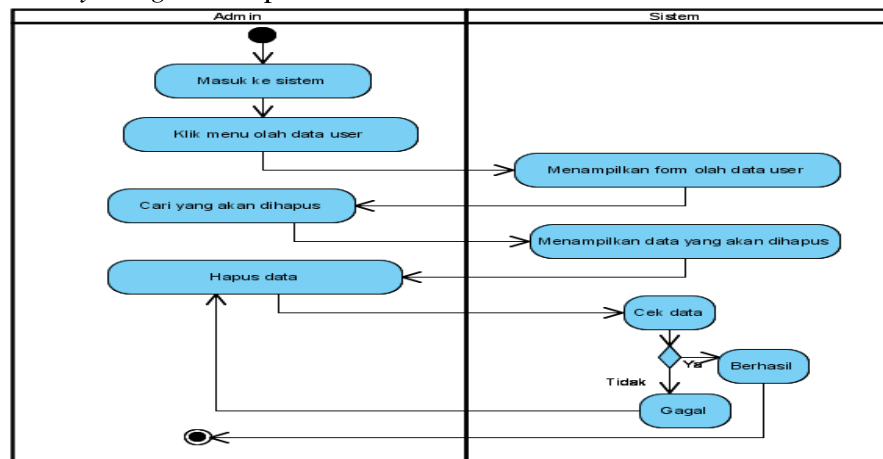 Admin
Sistem
Masuk ke sistem
Klik menu olah data user
Menampilkan form olah data user
Cari yang akan dihapus
Menampilkan data yang akan dihapus
Hapus data
Cek data
Ya
Berhasil
Tidak
Gagal